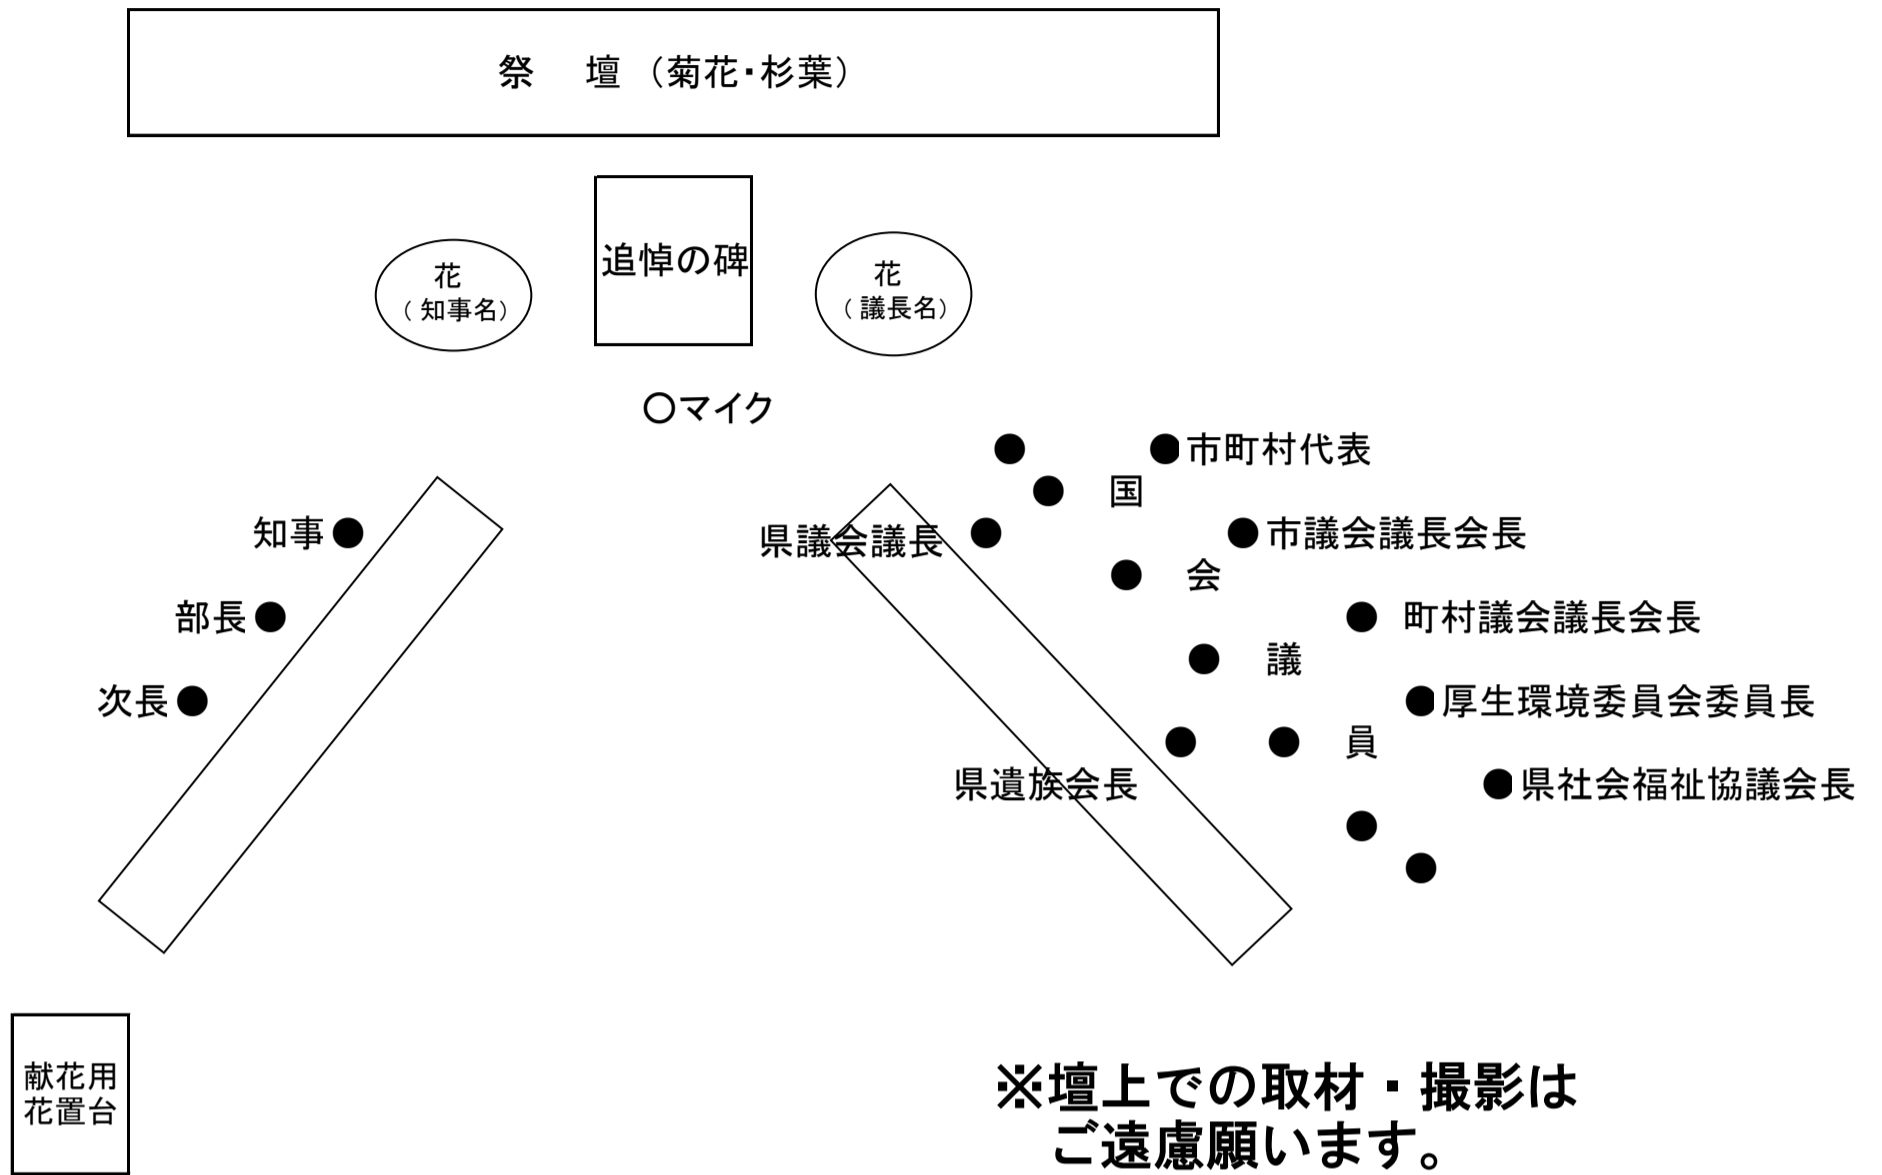 祭　壇（菊花・杉葉）
追悼の碑
花
（知事名）
花
（議長名）
○マイク
知事●
部長●
次長●
県議会議長●
県遺族会長●
国
会
議
員
●市町村代表
●市議会議長会長
●町村議会議長会長
●厚生環境委員会委員長
●県社会福祉協議会長
献花用
花置台
※壇上での取材・撮影は
ご遠慮願います。